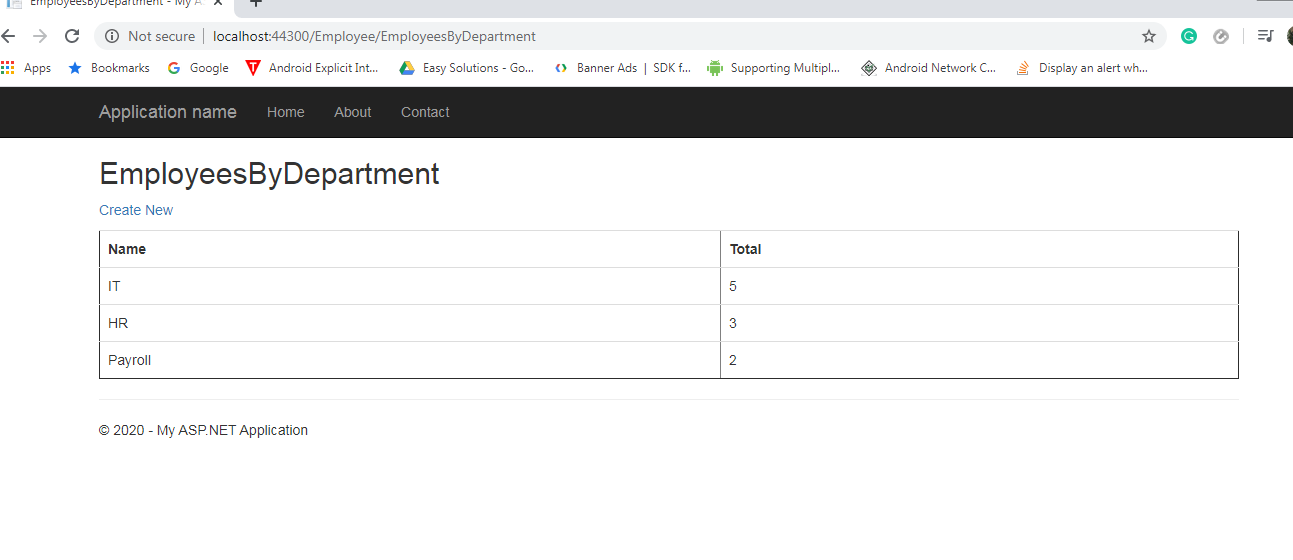 EmployeesByDepartment - My A
Not secure localhost:44300/Employee/EmployeesByDepartment
Apps Bookmarks Google Android Explicit Int... Easy Solutions - Go... Banner Ads | SDK f... Supporting Multipl... Android Network C... Display an alert wh...
Application name Home About Contact
EmployeesByDepartment
Create New
Name Total
IT 5
HR 3
Payroll 2
© 2020 - My ASP.NET Application